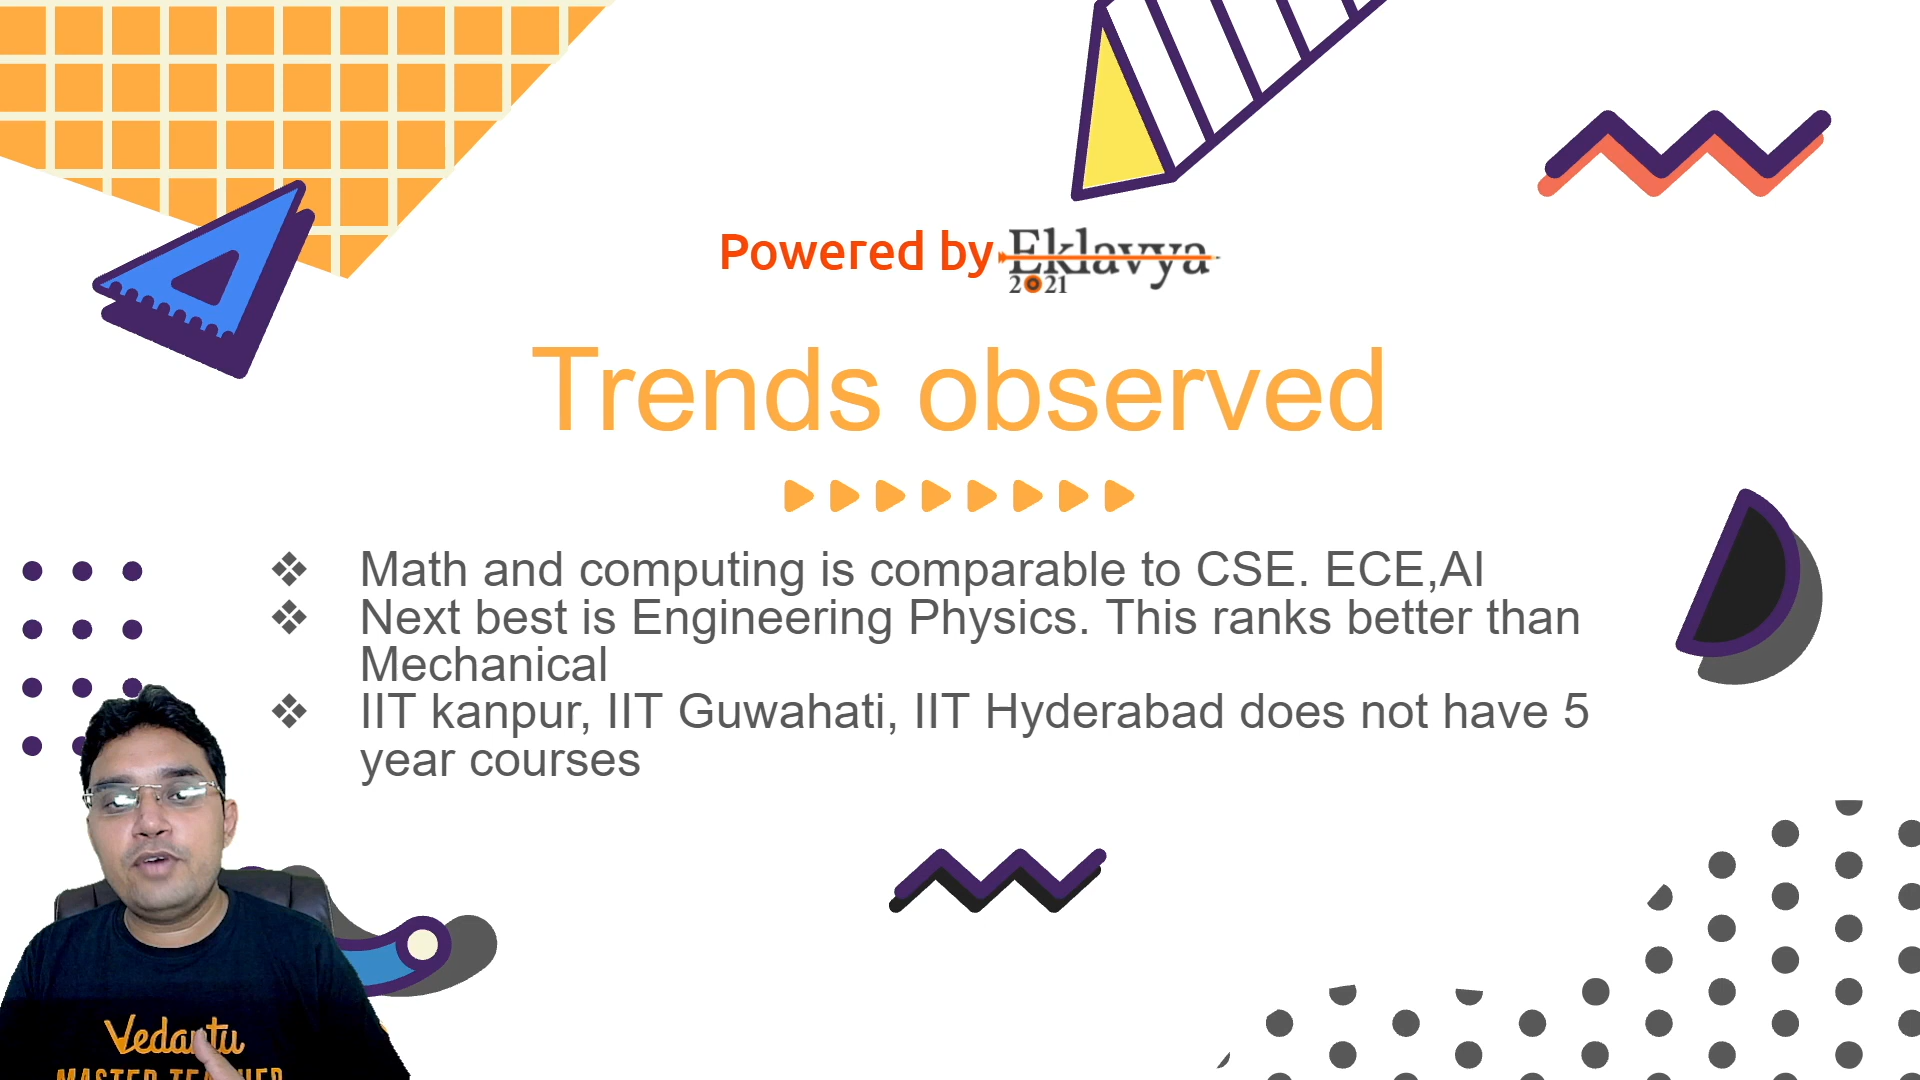 Powered by Eklavya
2021
Trends observed
❖ Math and computing is comparable to CSE. ECE,AI
❖ Next best is Engineering Physics. This ranks better than
Mechanical
❖ IIT kanpur, IIT Guwahati, IIT Hyderabad does not have 5
year courses
Vedantu
MASTER TEACHER